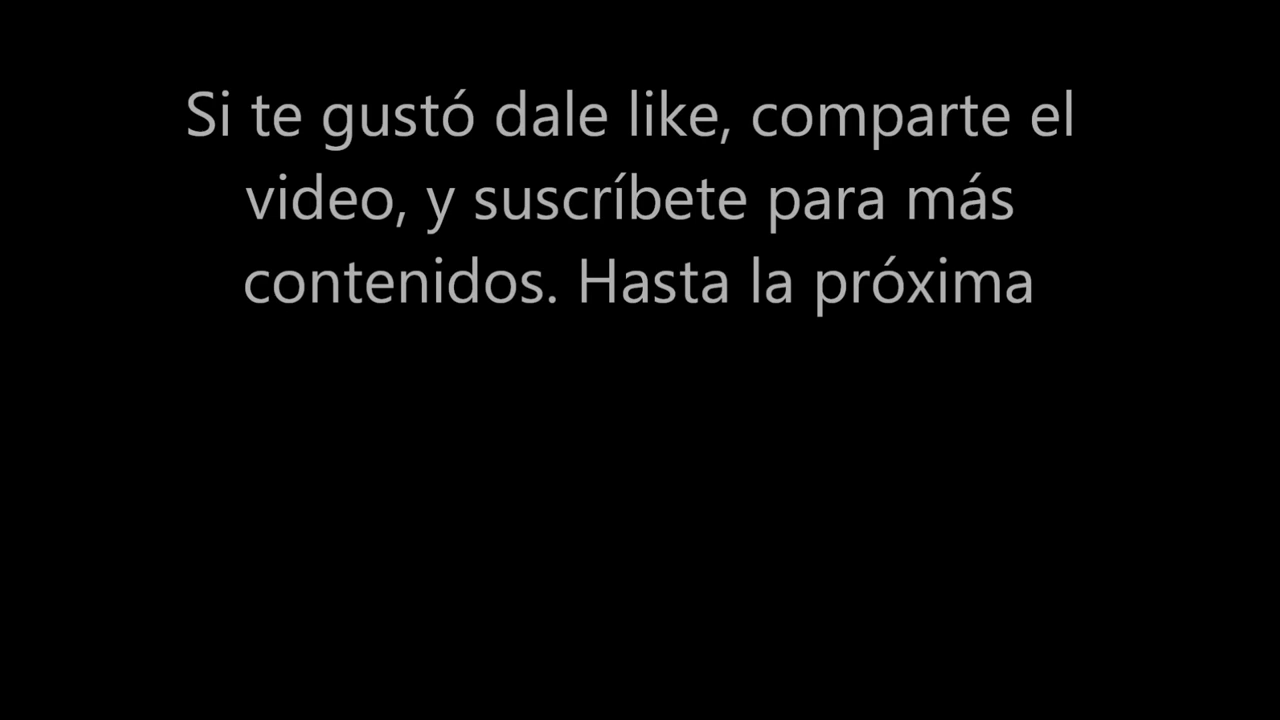 Si te gustó dale like, comparte el
video, y suscríbete para más
contenidos. Hasta la próxima